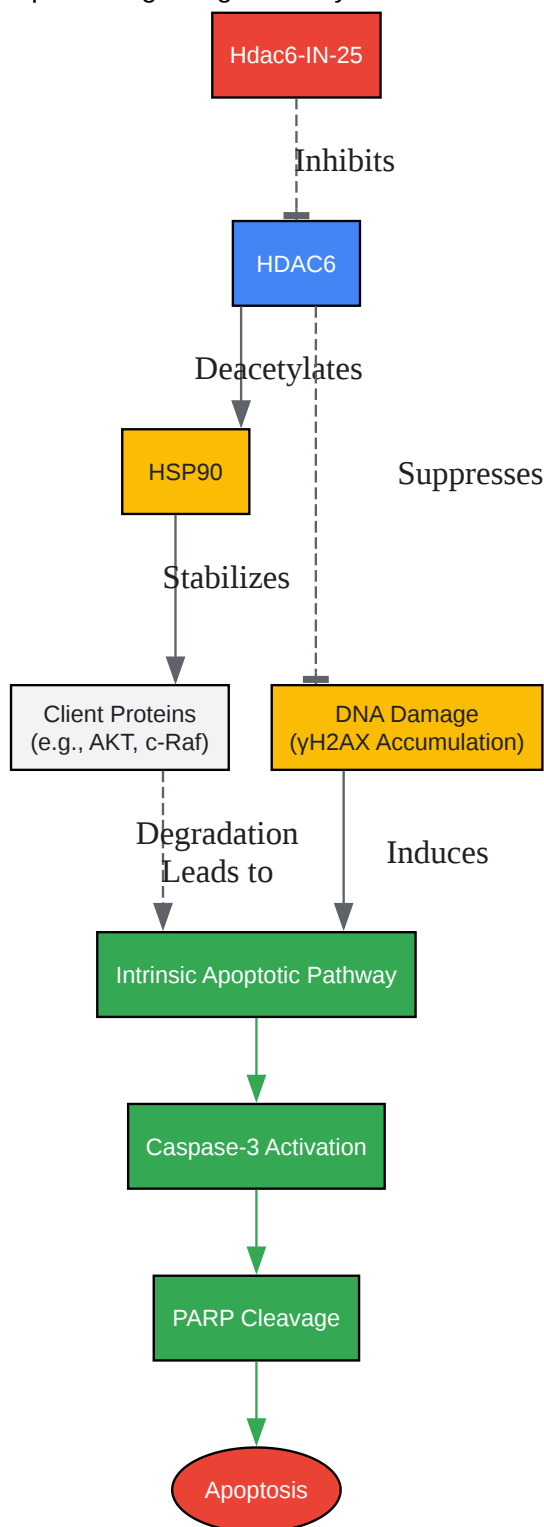 Hdac6-IN-25
Inhibits
HDAC6
Deacetylates
HSP90
Suppresses
Stabilizes
Client Proteins
(e.g., AKT, c-Raf)
DNA Damage
(γH2AX Accumulation)
Degradation
Leads to
Induces
Intrinsic Apoptotic Pathway
Caspase-3 Activation
PARP Cleavage
Apoptosis